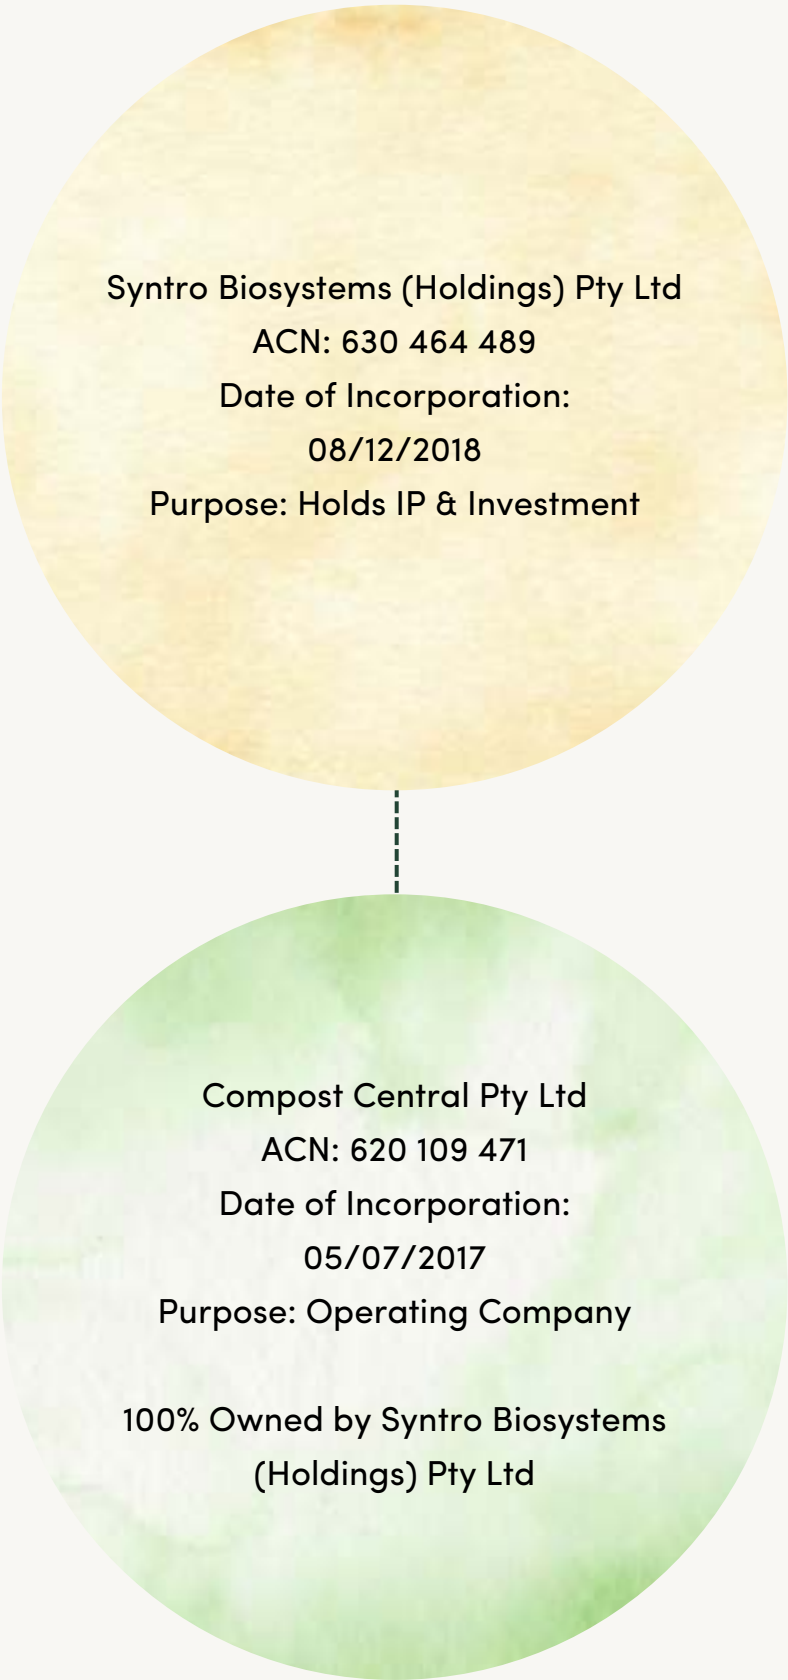 Syntro Biosystems (Holdings) Pty Ltd
ACN: 630 464 489
Date of Incorporation:
08/12/2018
Purpose: Holds IP & Investment
Compost Central Pty Ltd
ACN: 620 109 471
Date of Incorporation:
05/07/2017
Purpose: Operating Company
100% Owned by Syntro Biosystems
(Holdings) Pty Ltd